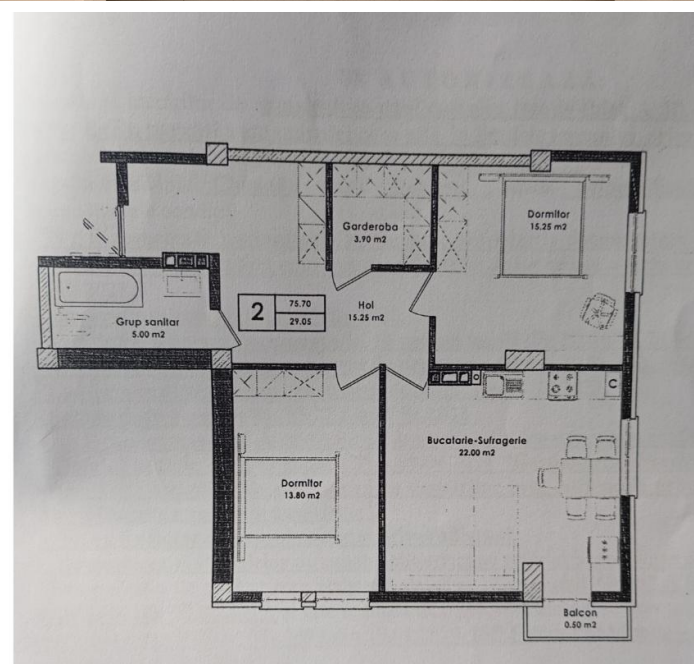 Garderoba
3.90 m2
Dormitor
15.25 m2
2
75.70
29.05
Hol
15.25 m2
Grup sanitar
5.00 m2
C
Bucatarie-Sufragerie
22.00 m2
Dormitor
13.80 m2
Balcon
0.50 m2